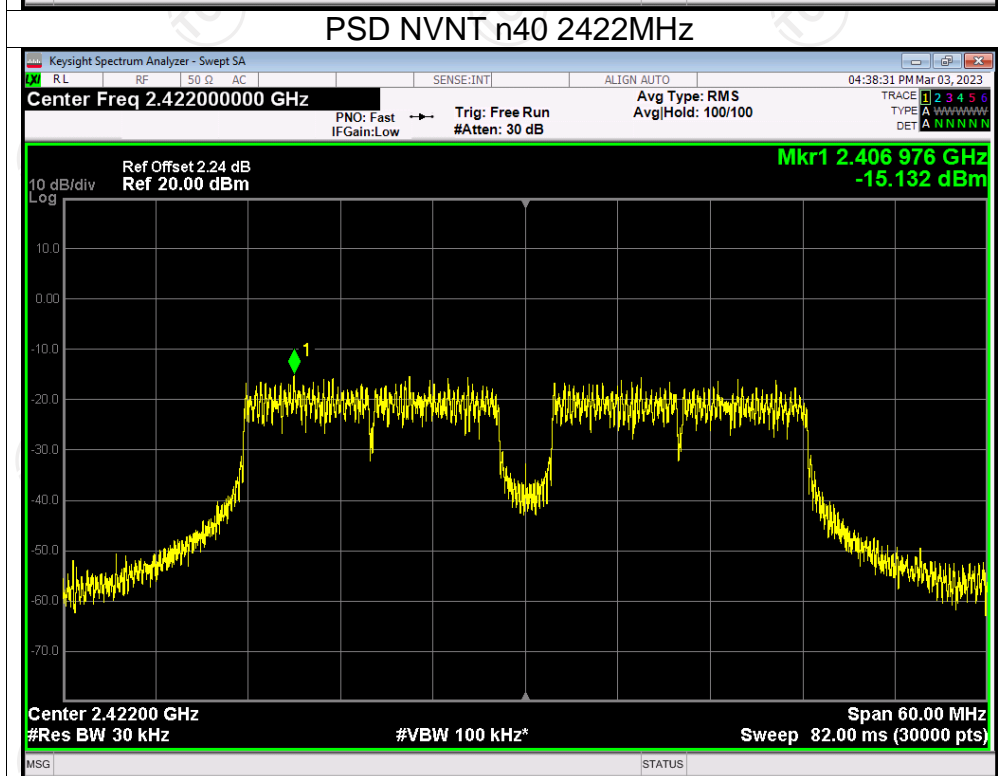 PSD NVNT n40 2422MHz
Keysight Spectrum Analyzer - Swept SA
LXI RL RF 50 Ω AC SENSE:INT ALIGN AUTO 04:38:31 PM Mar 03, 2023
Center Freq 2.422000000 GHz
PNO: Fast
IFGain:Low
Trig: Free Run
#Atten: 30 dB
Avg Type: RMS
Avg|Hold: 100/100
TRACE 1 2 3 4 5 6
TYPE A WWWWW
DET A N N N N N
Mkr1 2.406 976 GHz
-15.132 dBm
Ref Offset 2.24 dB
10 dB/div Ref 20.00 dBm
Log
10.0
0.00
-10.0
1
-20.0
-30.0
-40.0
-50.0
-60.0
-70.0
Center 2.42200 GHz Span 60.00 MHz
#Res BW 30 kHz #VBW 100 kHz* Sweep 82.00 ms (30000 pts)
MSG STATUS